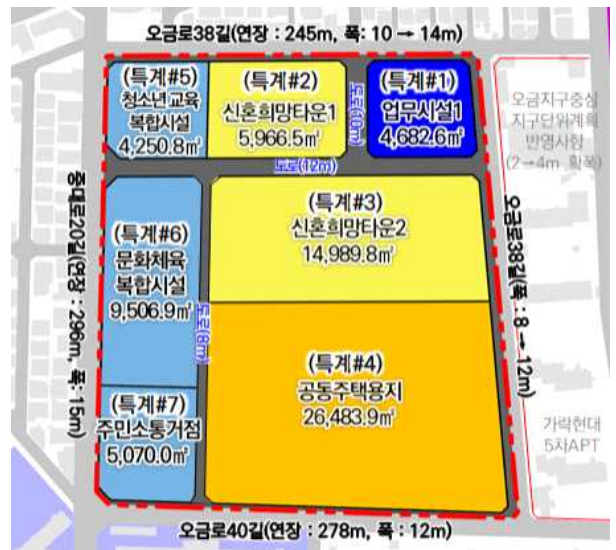 오금로38길(연장 : 245m, 폭: 10 → 14m)
(특계#5)
청소년 교육
복합시설
4,250.8㎡
(특계#2)
신혼희망타운1
5,966.5㎡
도로(10m)
(특계#1)
업무시설1
4,682.6㎡
오금지구중심
지구단위계획
반영사항
(2→4m 확폭)
도로(12m)
중대로20길(연장 : 296m, 폭: 15m)
(특계#6)
문화체육
복합시설
9,506.9㎡
도로(8m)
(특계#3)
신혼희망타운2
14,989.8㎡
오금로38길(폭 : 8 → 12m)
(특계#4)
공동주택용지
26,483.9㎡
(특계#7)
주민소통거점
5,070.0㎡
가락현대
5차APT
오금로40길(연장 : 278m, 폭 : 12m)